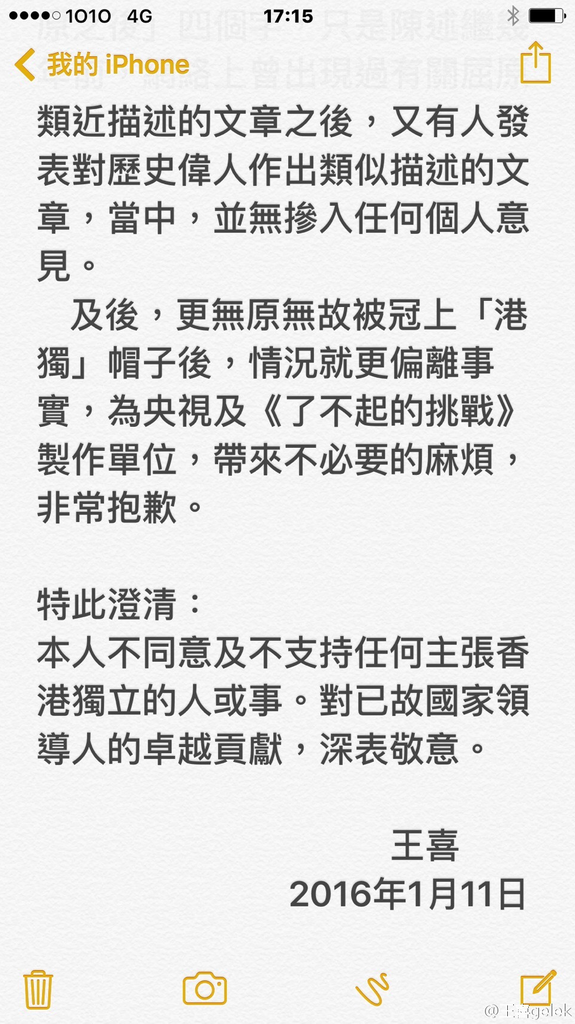 1010 4G 17:15
原之後」四個字，只是陳述繼幾
年前，網路上曾出現過有關屈原
我的 iPhone
類近描述的文章之後，又有人發
表對歷史偉人作出類似描述的文
章，當中，並無摻入任何個人意
見。
及後，更無原無故被冠上「港
獨」帽子後，情況就更偏離事
實，為央視及《了不起的挑戰》
製作單位，帶來不必要的麻煩，
非常抱歉。
特此澄清：
本人不同意及不支持任何主張香
港獨立的人或事。對已故國家領
導人的卓越貢獻，深表敬意。
王喜
2016年1月11日